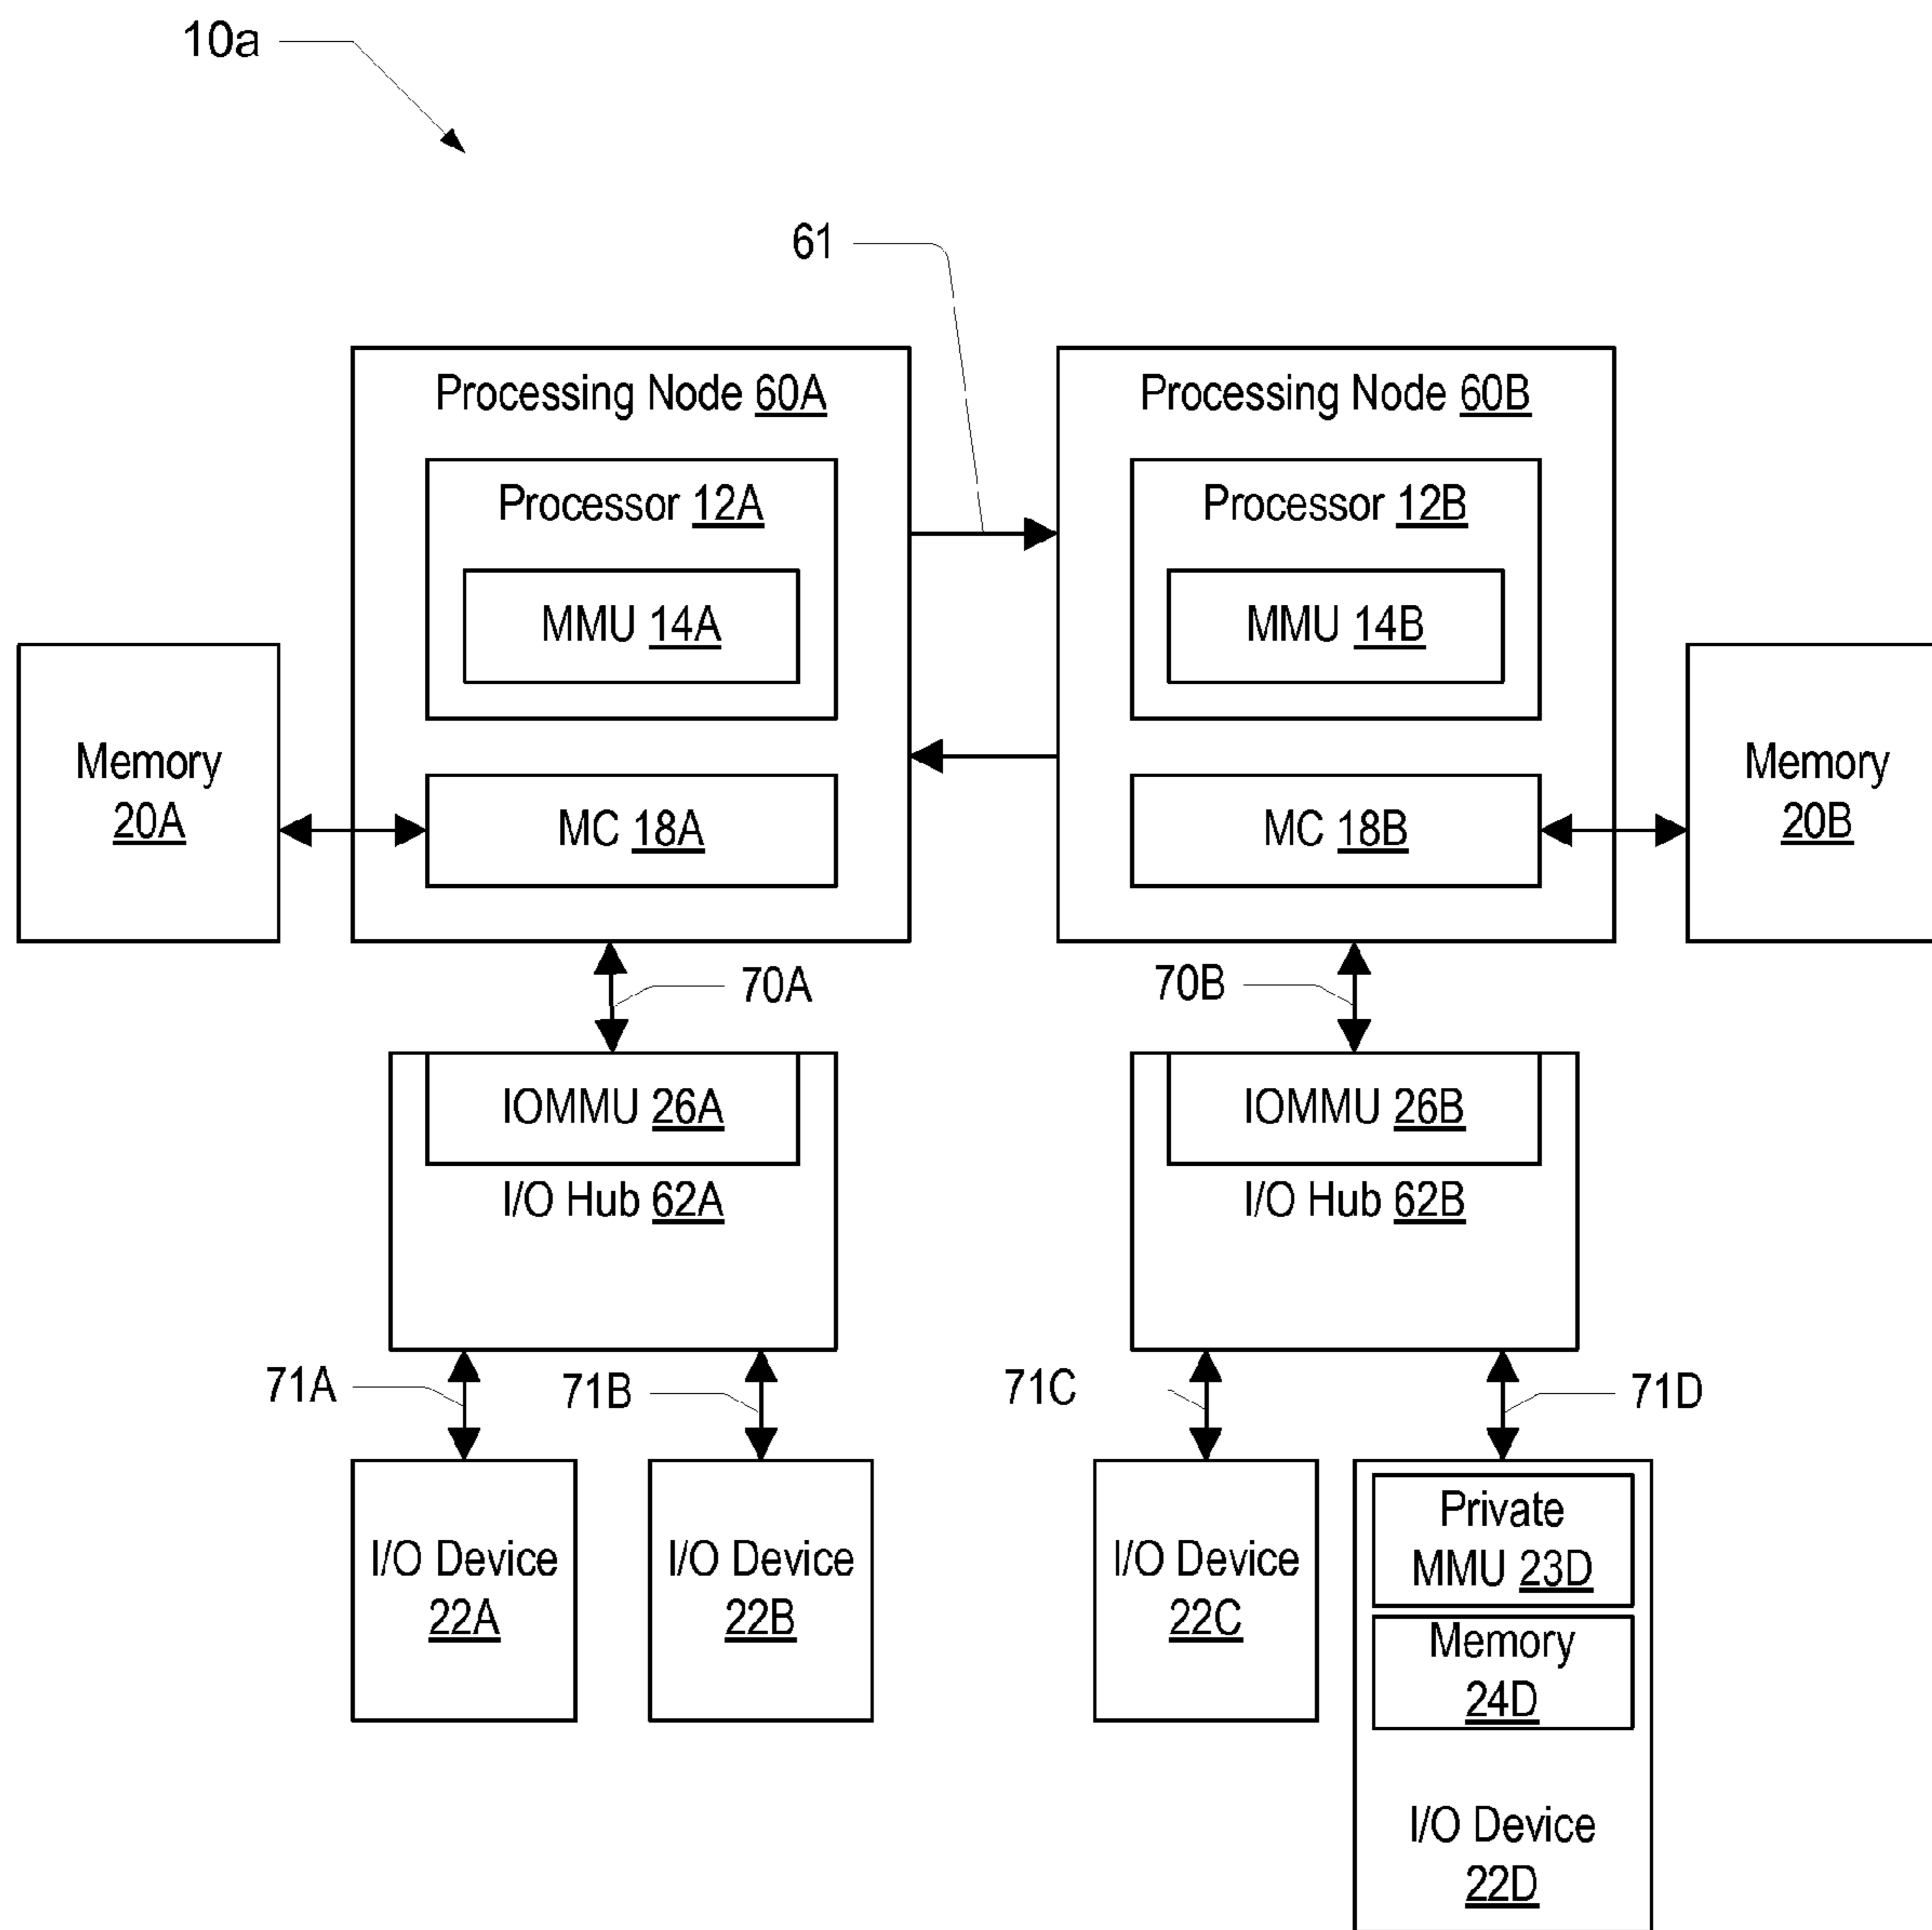 10a
61
Processing Node 60A
Processor 12A
MMU 14A
MC 18A
Processing Node 60B
Processor 12B
MMU 14B
MC 18B
Memory
20A
Memory
20B
70A
70B
IOMMU 26A
I/O Hub 62A
IOMMU 26B
I/O Hub 62B
71A
71B
71C
71D
I/O Device
22A
I/O Device
22B
I/O Device
22C
Private
MMU 23D
Memory
24D
I/O Device
22D